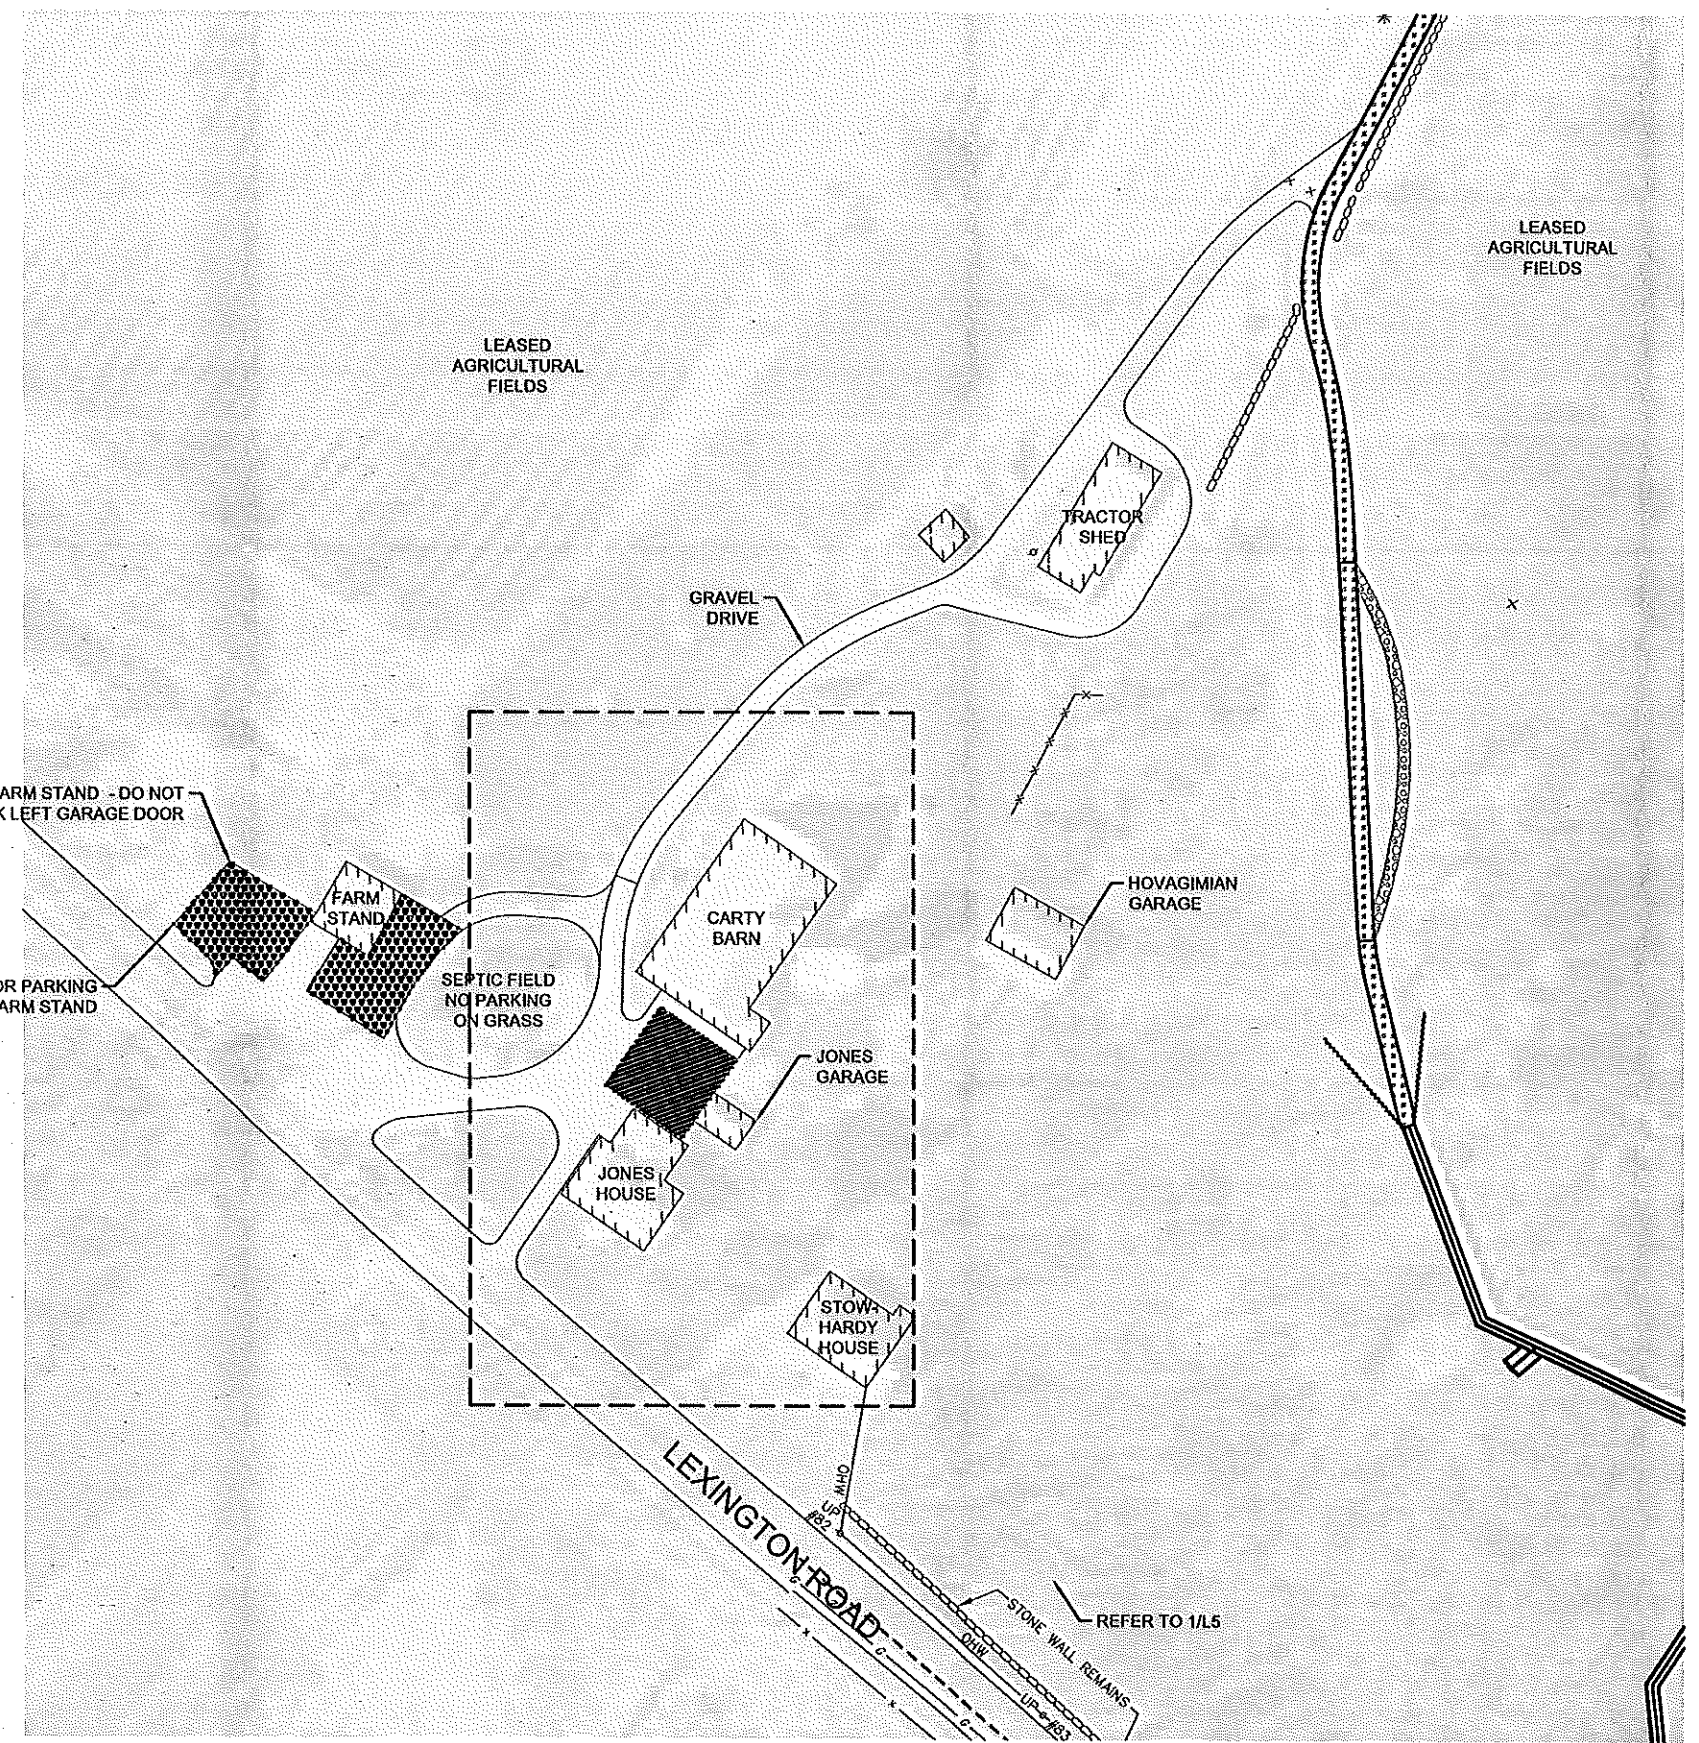 LEASED
AGRICULTURAL
FIELDS
LEASED
AGRICULTURAL
FIELDS
TRACTOR
SHED
GRAVEL
DRIVE
ARM STAND - DO NOT
K LEFT GARAGE DOOR
FARM
STAND
CARTY
BARN
HOVAGIMIAN
GARAGE
OR PARKING
ARM STAND
SEPTIC FIELD
NO PARKING
ON GRASS
JONES
GARAGE
JONES
HOUSE
STOW-
HARDY
HOUSE
LEXINGTON ROAD
OHW
UP
#82
G
G
G
STONE WALL REMAINS
REFER TO 1/L5
OHW
UP #83